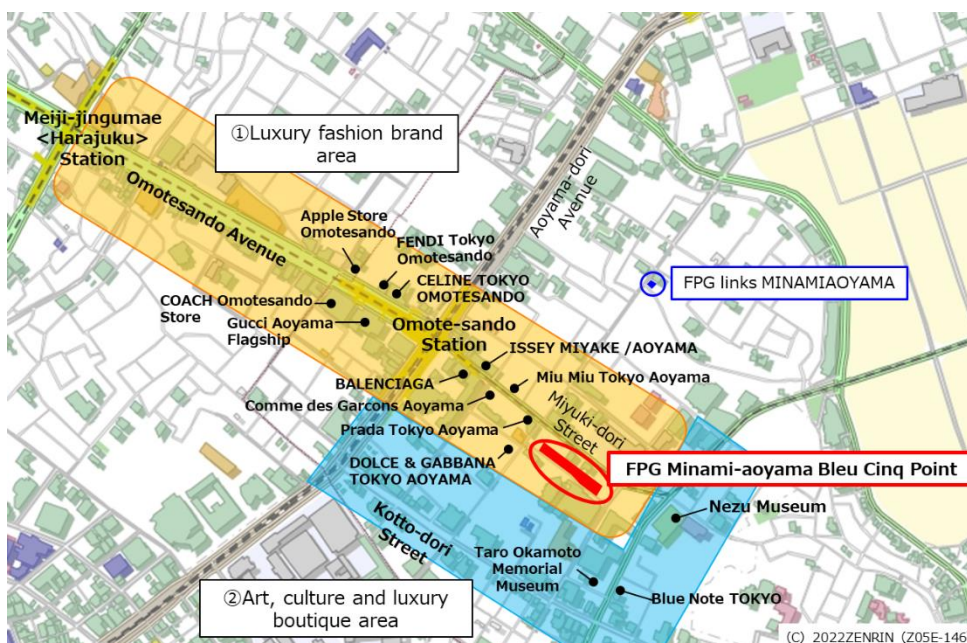 ①Luxury fashion brand
area
Meiji-jingumae
<Harajuku>
Station
Omotesando Avenue
Aoyama-dori
Avenue
Apple Store
Omotesando
FENDI Tokyo
Omotesando
CELINE TOKYO
OMOTESANDO
FPG links MINAMIAOYAMA
COACH Omotesando
Store
Gucci Aoyama
Flagship
Omote-sando
Station
ISSEY MIYAKE /AOYAMA
BALENCIAGA
Miu Miu Tokyo Aoyama
Comme des Garcons Aoyama
Miyuki-dori
Street
Prada Tokyo Aoyama
DOLCE & GABBANA
TOKYO AOYAMA
FPG Minami-aoyama Bleu Cinq Point
Nezu Museum
Kotto-dori
Street
Taro Okamoto
Memorial
Museum
Blue Note TOKYO
②Art, culture and luxury
boutique area
(C) 2022ZENRIN (Z05E-14o